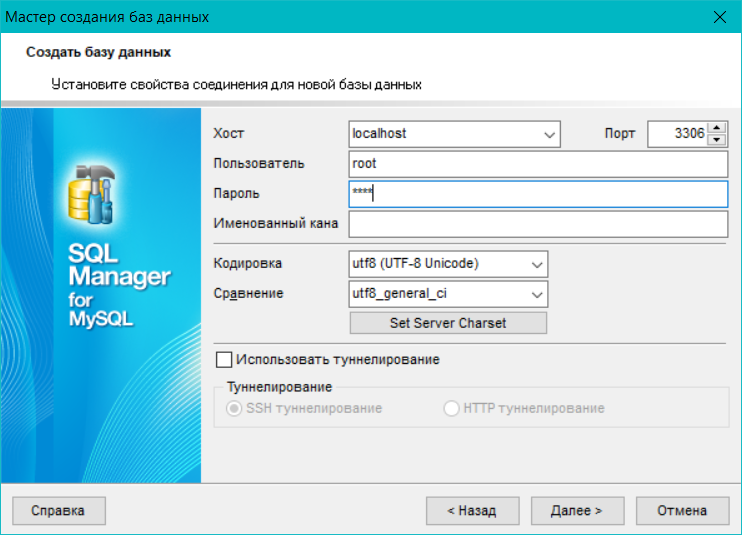 Мастер создания баз данных
Создать базу данных
Установите свойства соединения для новой базы данных
Хост localhost Порт 3306
Пользователь root
Пароль ****
Именованный кана
SQL
Manager
for
MySQL
Кодировка utf8 (UTF-8 Unicode)
Сравнение utf8_general_ci
Set Server Charset
Использовать туннелирование
Туннелирование
SSH туннелирование HTTP туннелирование
Справка < Назад Далее > Отмена